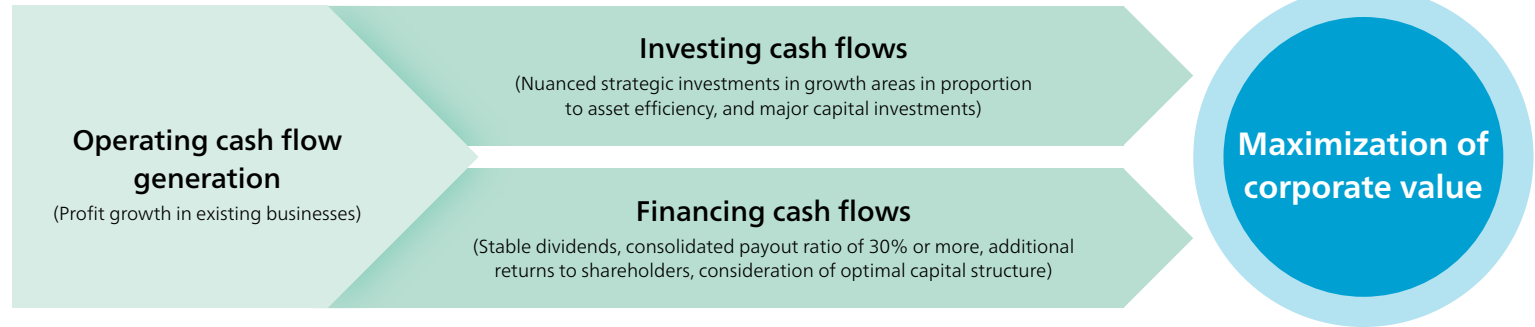 Operating cash flow
generation
(Profit growth in existing businesses)
Investing cash flows
(Nuanced strategic investments in growth areas in proportion
to asset efficiency, and major capital investments)
Financing cash flows
(Stable dividends, consolidated payout ratio of 30% or more, additional
returns to shareholders, consideration of optimal capital structure)
Maximization of
corporate value